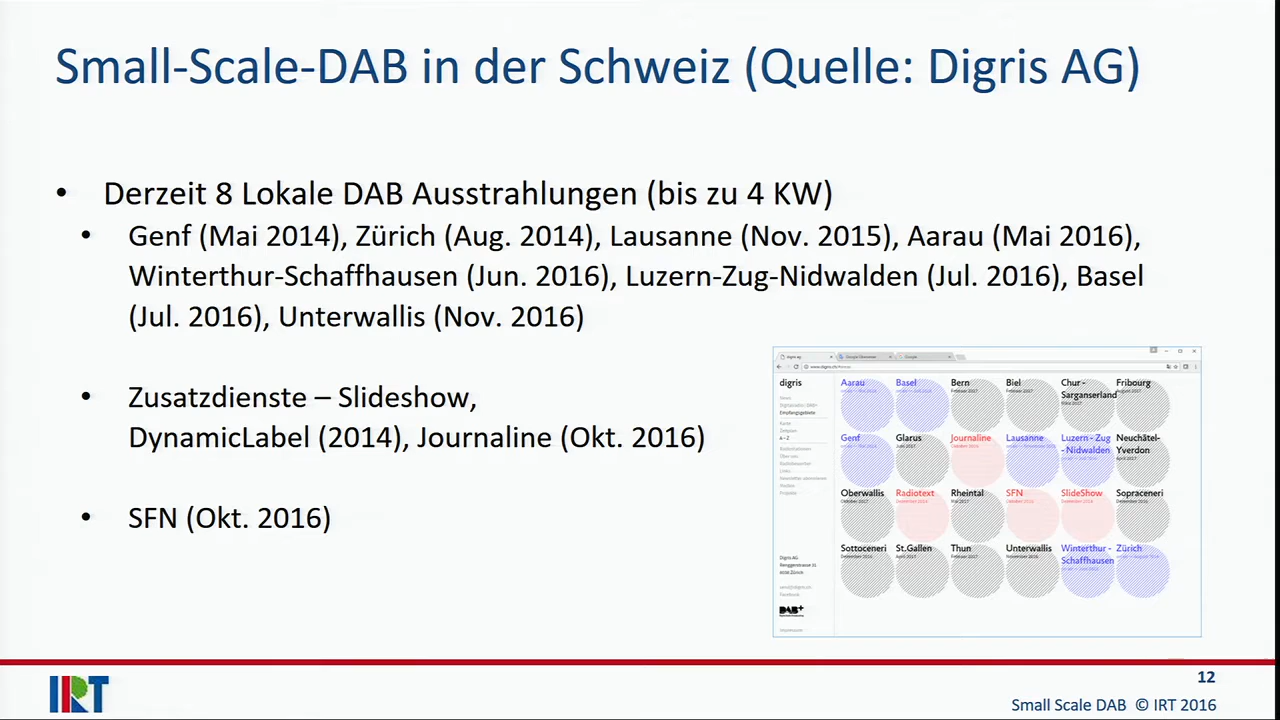 Small-Scale-DAB in der Schweiz (Quelle: Digris AG)
• Derzeit 8 Lokale DAB Ausstrahlungen (bis zu 4 KW)
• Genf (Mai 2014), Zürich (Aug. 2014), Lausanne (Nov. 2015), Aarau (Mai 2016),
Winterthur-Schaffhausen (Jun. 2016), Luzern-Zug-Nidwalden (Jul. 2016), Basel
(Jul. 2016), Unterwallis (Nov. 2016)
• Zusatzdienste – Slideshow,
DynamicLabel (2014), Journaline (Okt. 2016)
• SFN (Okt. 2016)
digris
Aarau
Basel
Bern
Biel
Chur -
Sarganserland
Fribourg
Genf
Glarus
Journaline
Lausanne
Luzern - Zug
- Nidwalden
Neuchâtel-
Yverdon
Oberwallis
Radiotext
Rheintal
SFN
SlideShow
Sopraceneri
Sottoceneri
St.Gallen
Thun
Unterwallis
Winterthur -
Schaffhausen
Zürich
Digris AG
DAB+
IRT
12
Small Scale DAB © IRT 2016